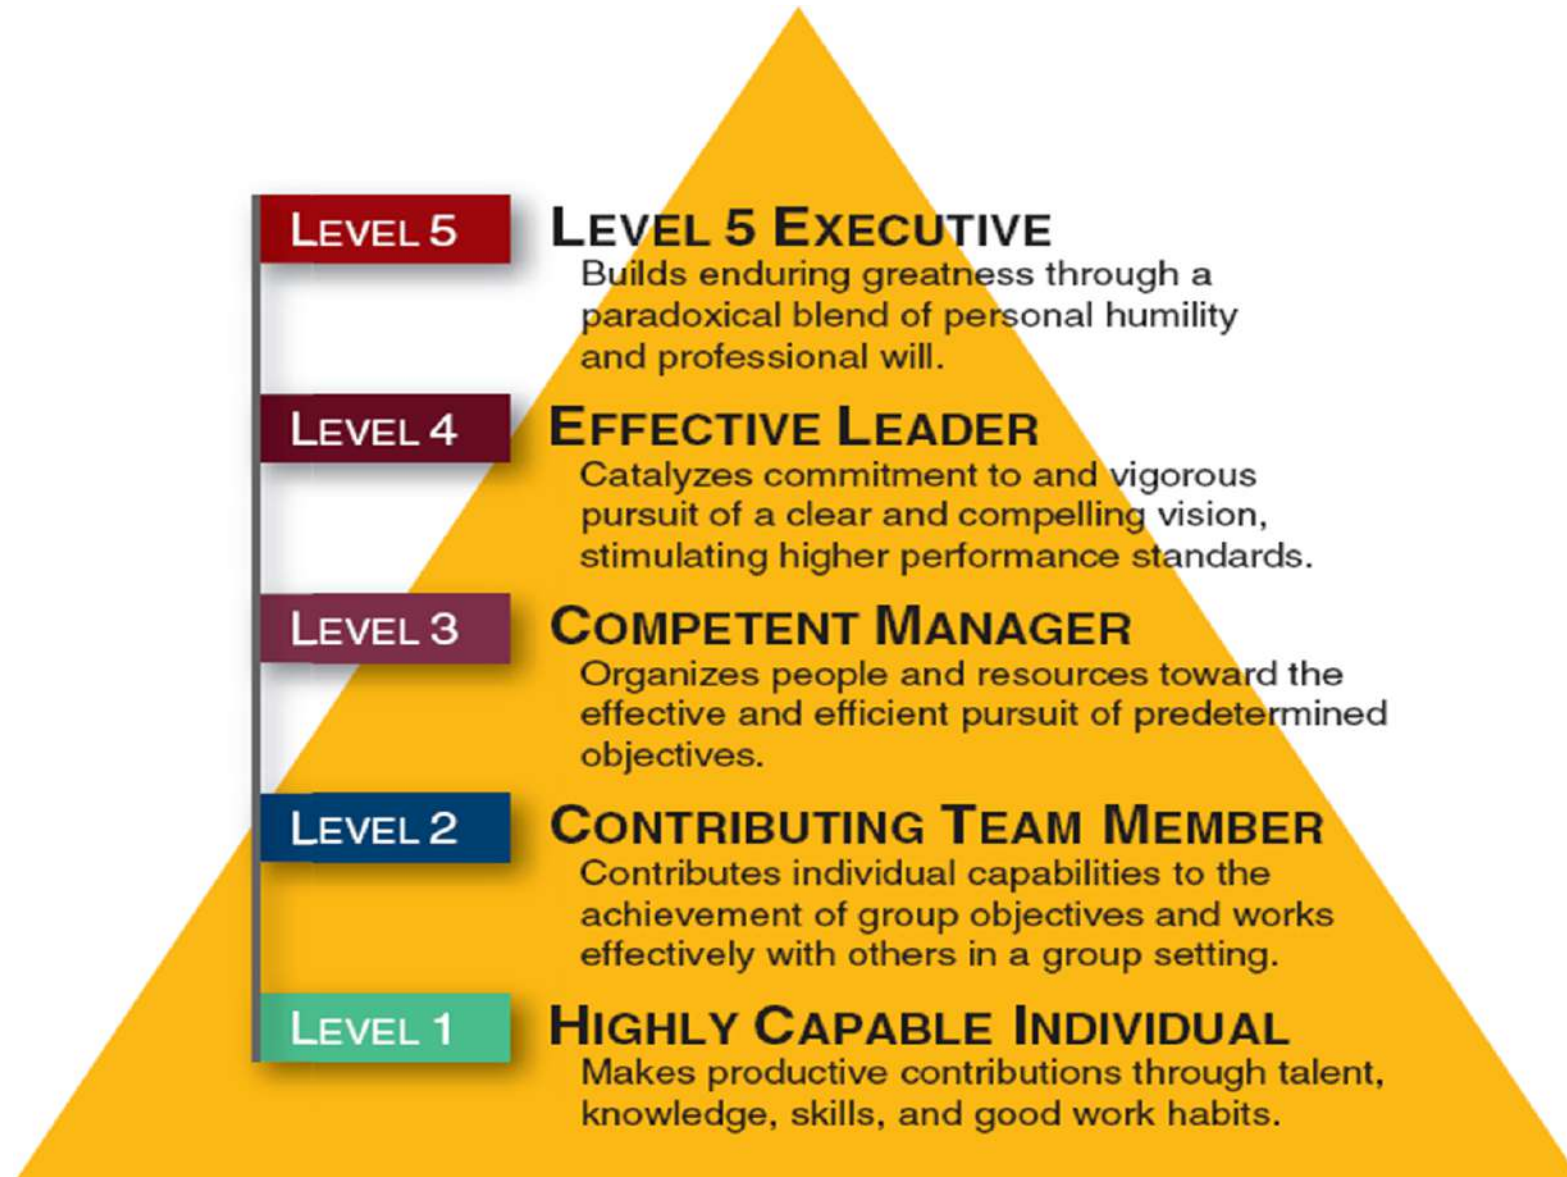 LEVEL 5
LEVEL 5 EXECUTIVE
Builds enduring greatness through a
paradoxical blend of personal humility
and professional will.
LEVEL 4
EFFECTIVE LEADER
Catalyzes commitment to and vigorous
pursuit of a clear and compelling vision,
stimulating higher performance standards.
LEVEL 3
COMPETENT MANAGER
Organizes people and resources toward the
effective and efficient pursuit of predetermined
objectives.
LEVEL 2
CONTRIBUTING TEAM MEMBER
Contributes individual capabilities to the
achievement of group objectives and works
effectively with others in a group setting.
LEVEL 1
HIGHLY CAPABLE INDIVIDUAL
Makes productive contributions through talent,
knowledge, skills, and good work habits.